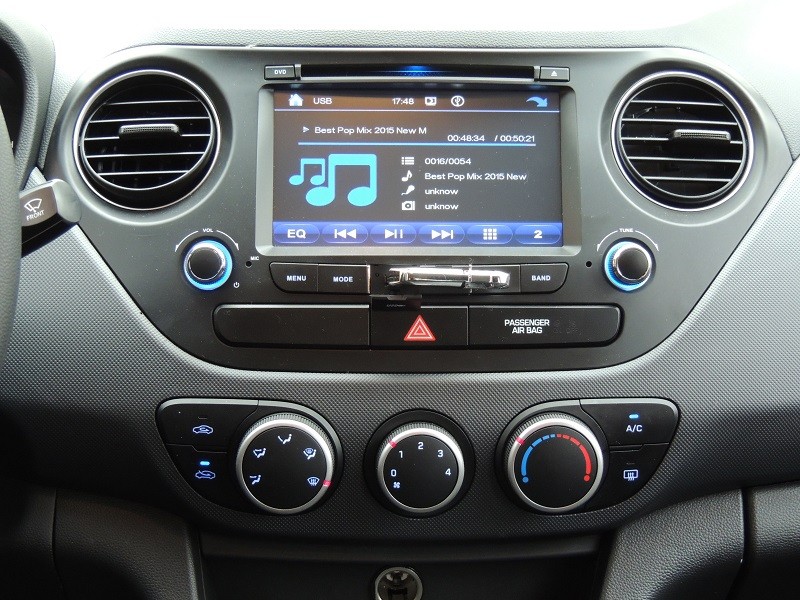 DVD
USB
17:48
Best Pop Mix 2015 New M
00:48:34 / 00:50:21
0016/0054
Best Pop Mix 2015 New
unknow
unknow
EQ
2
FRONT
VOL
TUNE
MIC
MENU
MODE
BAND
PASSENGER
AIR BAG
0 1 2 3 4
A/C